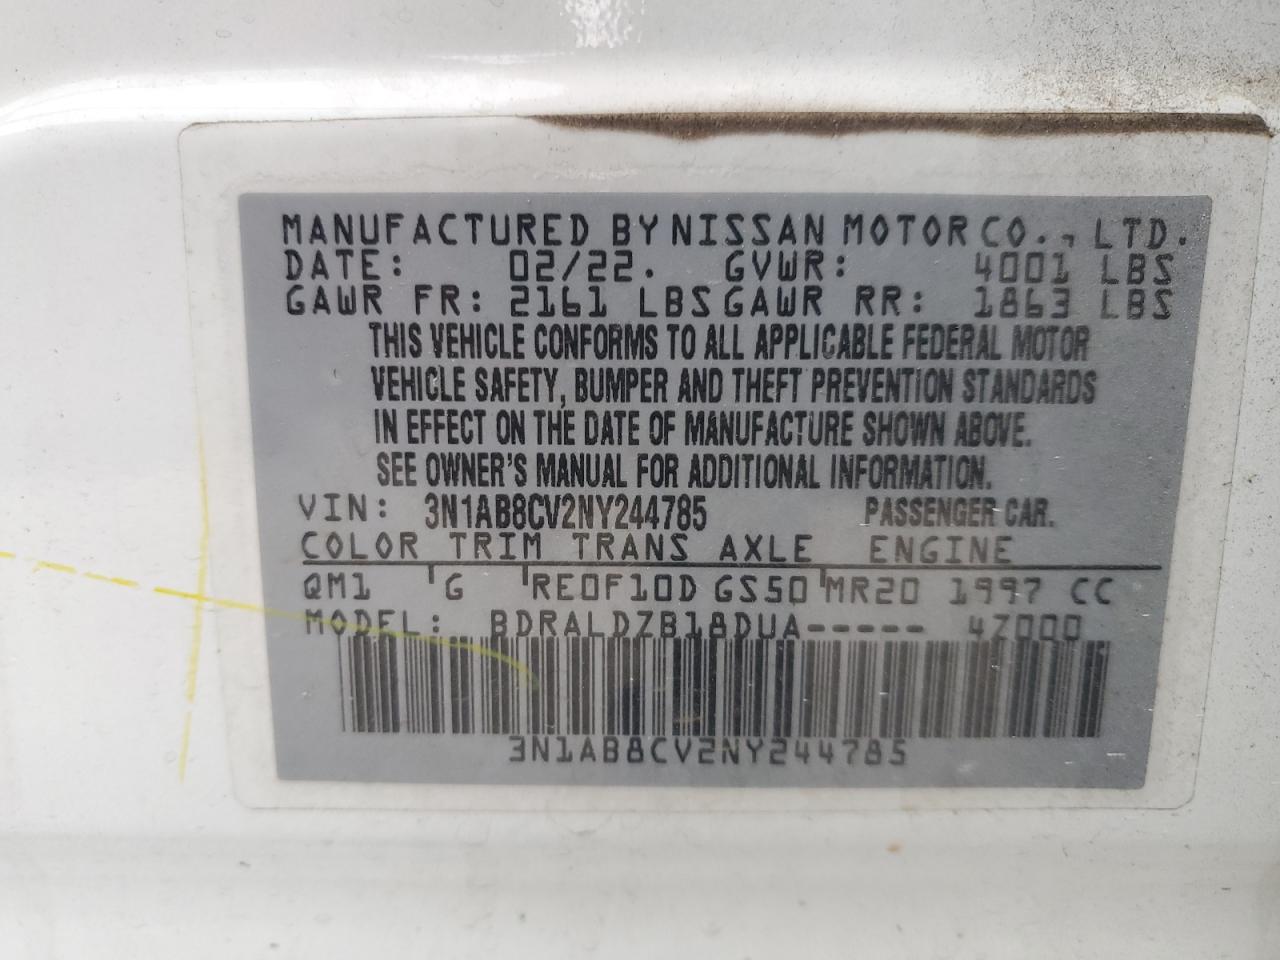 MANUFACTURED BY NISSAN MOTOR CO., LTD.
DATE: 02/22. GVWR: 4001 LBS
GAWR FR: 2161 LBS GAWR RR: 1863 LBS
THIS VEHICLE CONFORMS TO ALL APPLICABLE FEDERAL MOTOR
VEHICLE SAFETY, BUMPER AND THEFT PREVENTION STANDARDS
IN EFFECT ON THE DATE OF MANUFACTURE SHOWN ABOVE.
SEE OWNER'S MANUAL FOR ADDITIONAL INFORMATION.
VIN: 3N1AB8CV2NY244785 PASSENGER CAR.
COLOR TRIM TRANS AXLE ENGINE
QM1 G RE0F10D GS50 MR20 1997 CC
MODEL: BDRALDZB18DUA----- 4Z000
3N1AB8CV2NY244785